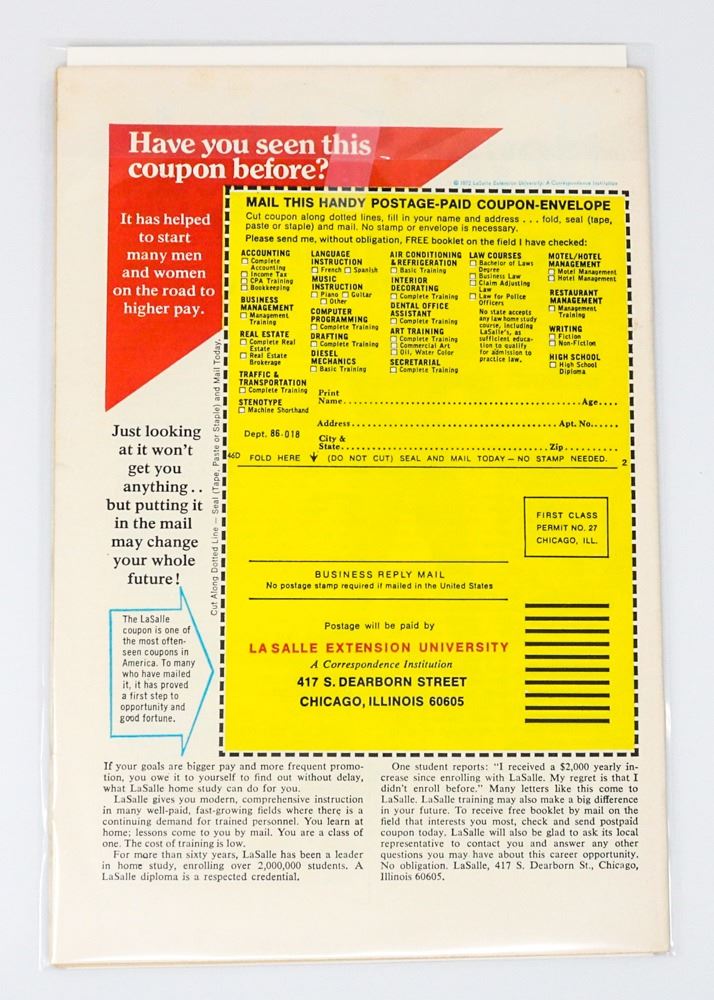 Have you seen this
coupon before?
It has helped
to start
many men
and women
on the road to
higher pay.
Just looking
at it won't
get you
anything . .
but putting it
in the mail
may change
your whole
future!
The LaSalle
coupon is one of
the most often-
seen coupons in
America. To many
who have mailed
it, it has proved
a first step to
opportunity and
good fortune.
Cut Along Dotted Line — Seal (Tape, Paste or Staple) and Mail Today.
© 1972 LaSalle Extension University, A Correspondence Institution
MAIL THIS HANDY POSTAGE-PAID COUPON-ENVELOPE
Cut coupon along dotted lines, fill in your name and address . . . fold, seal (tape,
paste or staple) and mail. No stamp or envelope is necessary.
Please send me, without obligation, FREE booklet on the field I have checked:
ACCOUNTING
☐ Complete
Accounting
☐ Income Tax
☐ CPA Training
☐ Bookkeeping
BUSINESS
MANAGEMENT
☐ Management
Training
REAL ESTATE
☐ Complete Real
Estate
☐ Real Estate
Brokerage
TRAFFIC &
TRANSPORTATION
☐ Complete Training
STENOTYPE
☐ Machine Shorthand
LANGUAGE
INSTRUCTION
☐ French ☐ Spanish
MUSIC
INSTRUCTION
☐ Piano ☐ Guitar
☐ Other
COMPUTER
PROGRAMMING
☐ Complete Training
DRAFTING
☐ Complete Training
DIESEL
MECHANICS
☐ Basic Training
AIR CONDITIONING
& REFRIGERATION
☐ Basic Training
INTERIOR
DECORATING
☐ Complete Training
DENTAL OFFICE
ASSISTANT
☐ Complete Training
ART TRAINING
☐ Complete Training
☐ Commercial Art
☐ Oil, Water Color
SECRETARIAL
☐ Complete Training
LAW COURSES
☐ Bachelor of Laws
Degree
☐ Business Law
☐ Claim Adjusting
Law
☐ Law for Police
Officers
No state accepts
any law home study
course, including
LaSalle's, as
sufficient educa-
tion to qualify
for admission to
practice law.
MOTEL/HOTEL
MANAGEMENT
☐ Motel Management
☐ Hotel Management
RESTAURANT
MANAGEMENT
☐ Management
Training
WRITING
☐ Fiction
☐ Non-Fiction
HIGH SCHOOL
☐ High School
Diploma
Print
Name Age
Address Apt. No.
Dept. 86-018
City &
State Zip
46D FOLD HERE (DO NOT CUT) SEAL AND MAIL TODAY — NO STAMP NEEDED. 2
FIRST CLASS
PERMIT NO. 27
CHICAGO, ILL.
BUSINESS REPLY MAIL
No postage stamp required if mailed in the United States
Postage will be paid by
LA SALLE EXTENSION UNIVERSITY
A Correspondence Institution
417 S. DEARBORN STREET
CHICAGO, ILLINOIS 60605
If your goals are bigger pay and more frequent promo-
tion, you owe it to yourself to find out without delay,
what LaSalle home study can do for you.
LaSalle gives you modern, comprehensive instruction
in many well-paid, fast-growing fields where there is a
continuing demand for trained personnel. You learn at
home; lessons come to you by mail. You are a class of
one. The cost of training is low.
For more than sixty years, LaSalle has been a leader
in home study, enrolling over 2,000,000 students. A
LaSalle diploma is a respected credential.
One student reports: "I received a $2,000 yearly in-
crease since enrolling with LaSalle. My regret is that I
didn't enroll before." Many letters like this come to
LaSalle. LaSalle training may also make a big difference
in your future. To receive free booklet by mail on the
field that interests you most, check and send postpaid
coupon today. LaSalle will also be glad to ask its local
representative to contact you and answer any other
questions you may have about this career opportunity.
No obligation. LaSalle, 417 S. Dearborn St., Chicago,
Illinois 60605.